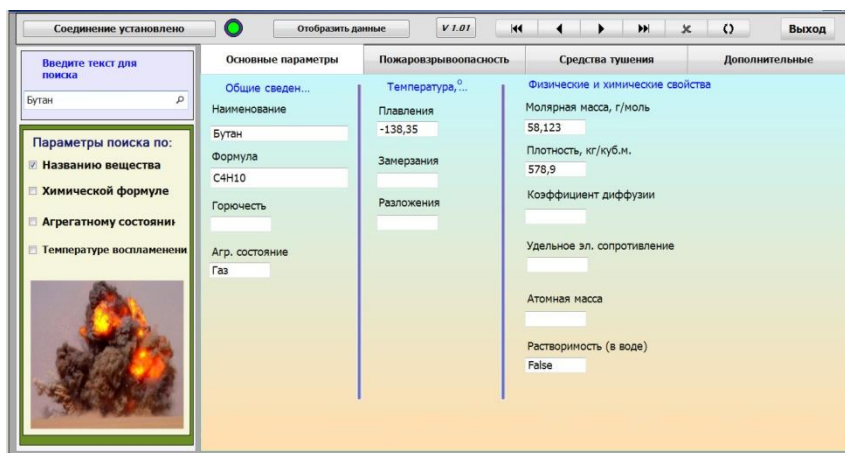 Соединение установлено
Отобразить данные
V 1.01
Выход
Введите текст для
поиска
Бутан
Параметры поиска по:
Названию вещества
Химической формуле
Агрегатному состояни
Температуре воспламенени
Основные параметры
Пожаровзрывоопасность
Средства тушения
Дополнительные
Общие сведен...
Наименование
Бутан
Формула
C4H10
Горючесть
Агр. состояние
Газ
Температура,°...
Плавления
-138,35
Замерзания
Разложения
Физические и химические свойства
Молярная масса, г/моль
58,123
Плотность, кг/куб.м.
578,9
Коэффициент диффузии
Удельное эл. сопротивление
Атомная масса
Растворимость (в воде)
False